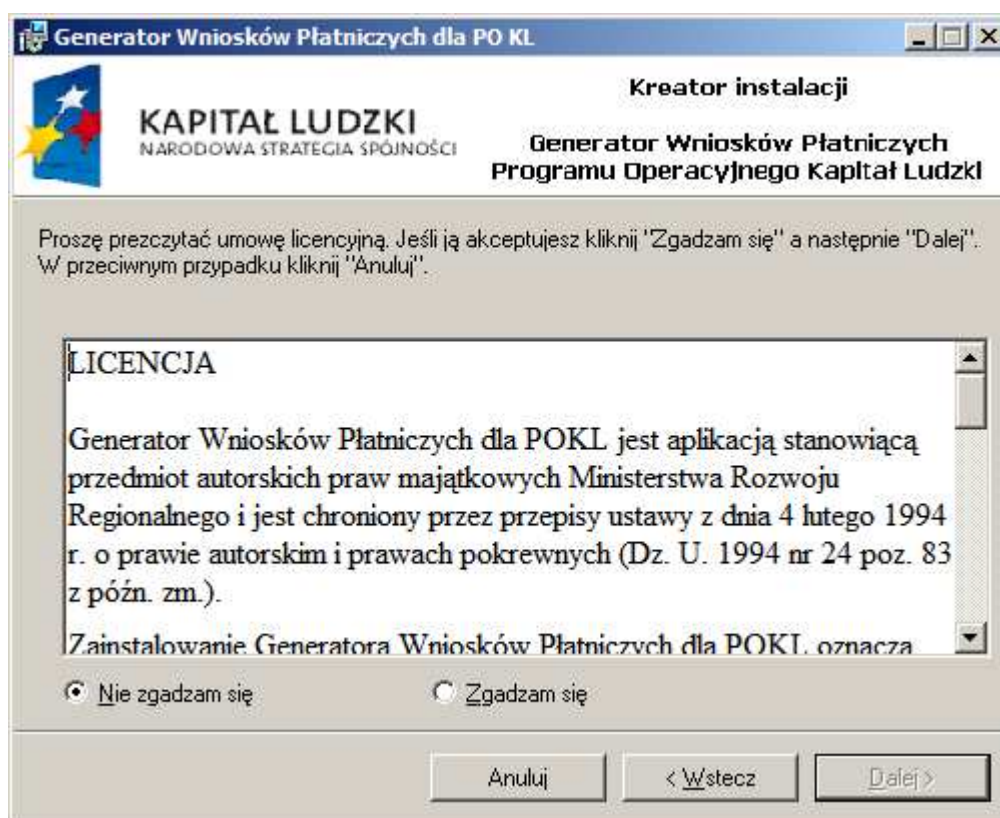 Generator Wniosków Płatniczych dla PO KL
KAPITAŁ LUDZKI
NARODOWA STRATEGIA SPÓJNOŚCI
Kreator instalacji
Generator Wniosków Płatniczych
Programu Operacyjnego Kapitał Ludzki
Proszę prezczytać umowę licencyjną. Jeśli ją akceptujesz kliknij "Zgadzam się" a następnie "Dalej".
W przeciwnym przypadku kliknij "Anuluj".
LICENCJA
Generator Wniosków Płatniczych dla POKL jest aplikacją stanowiącą
przedmiot autorskich praw majątkowych Ministerstwa Rozwoju
Regionalnego i jest chroniony przez przepisy ustawy z dnia 4 lutego 1994
r. o prawie autorskim i prawach pokrewnych (Dz. U. 1994 nr 24 poz. 83
z późn. zm.).
Zainstalowanie Generatora Wniosków Płatniczych dla POKL oznacza
Nie zgadzam się
Zgadzam się
Anuluj
< Wstecz
Dalej >